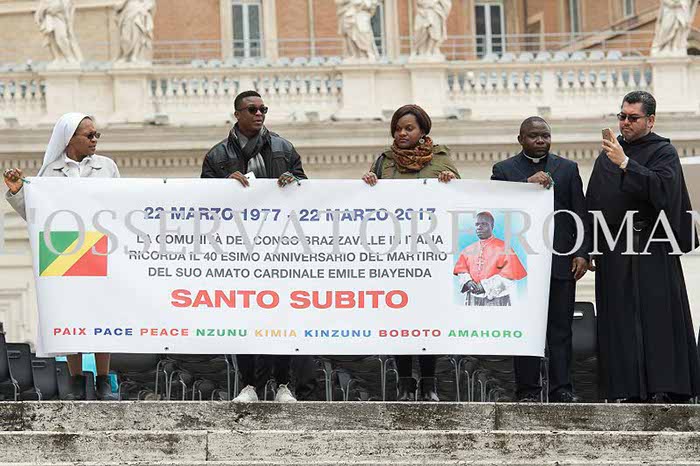 22 MARZO 1977 - 22 MARZO 2017
LA COMUNITÀ DEL CONGO BRAZZAVILLE IN ITALIA
RICORDA IL 40 ESIMO ANNIVERSARIO DEL MARTIRIO
DEL SUO AMATO CARDINALE EMILE BIAYENDA
SANTO SUBITO
PAIX PACE PEACE NZUNU KIMIA KINZUNU BOBOTO AMAHORO
L'OSSERVATORE ROMANO